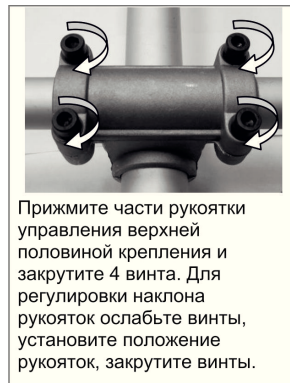 Прижмите части рукоятки
управления верхней
половиной крепления и
закрутите 4 винта. Для
регулировки наклона
рукояток ослабьте винты,
установите положение
рукояток, закрутите винты.